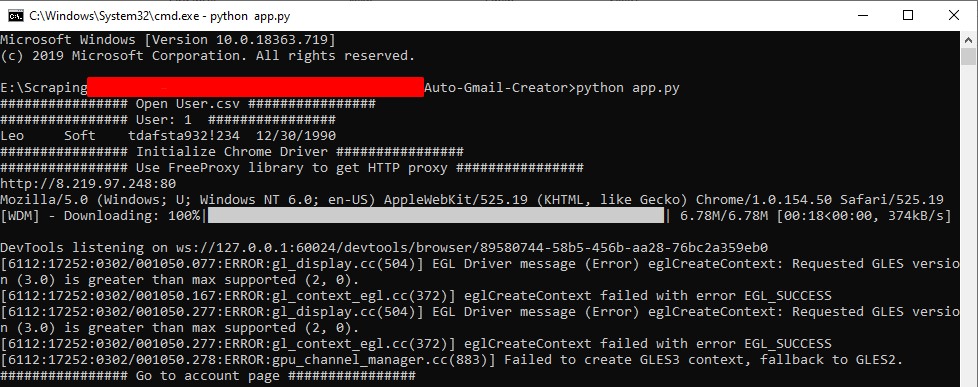 C:\Windows\System32\cmd.exe - python  app.py
Microsoft Windows [Version 10.0.18363.719]
(c) 2019 Microsoft Corporation. All rights reserved.
E:\Scraping Auto-Gmail-Creator>python app.py
################ Open User.csv ################
################ User: 1  ################
Leo     Soft    tdafsta932!234  12/30/1990
################ Initialize Chrome Driver ################
################ Use FreeProxy library to get HTTP proxy ################
http://8.219.97.248:80
Mozilla/5.0 (Windows; U; Windows NT 6.0; en-US) AppleWebKit/525.19 (KHTML, like Gecko) Chrome/1.0.154.50 Safari/525.19
[WDM] - Downloading: 100%| | 6.78M/6.78M [00:18<00:00, 374kB/s]
DevTools listening on ws://127.0.0.1:60024/devtools/browser/89580744-58b5-456b-aa28-76bc2a359eb0
[6112:17252:0302/001050.077:ERROR:gl_display.cc(504)] EGL Driver message (Error) eglCreateContext: Requested GLES versio
n (3.0) is greater than max supported (2, 0).
[6112:17252:0302/001050.167:ERROR:gl_context_egl.cc(372)] eglCreateContext failed with error EGL_SUCCESS
[6112:17252:0302/001050.277:ERROR:gl_display.cc(504)] EGL Driver message (Error) eglCreateContext: Requested GLES versio
n (3.0) is greater than max supported (2, 0).
[6112:17252:0302/001050.277:ERROR:gl_context_egl.cc(372)] eglCreateContext failed with error EGL_SUCCESS
[6112:17252:0302/001050.278:ERROR:gpu_channel_manager.cc(883)] Failed to create GLES3 context, fallback to GLES2.
################ Go to account page ################